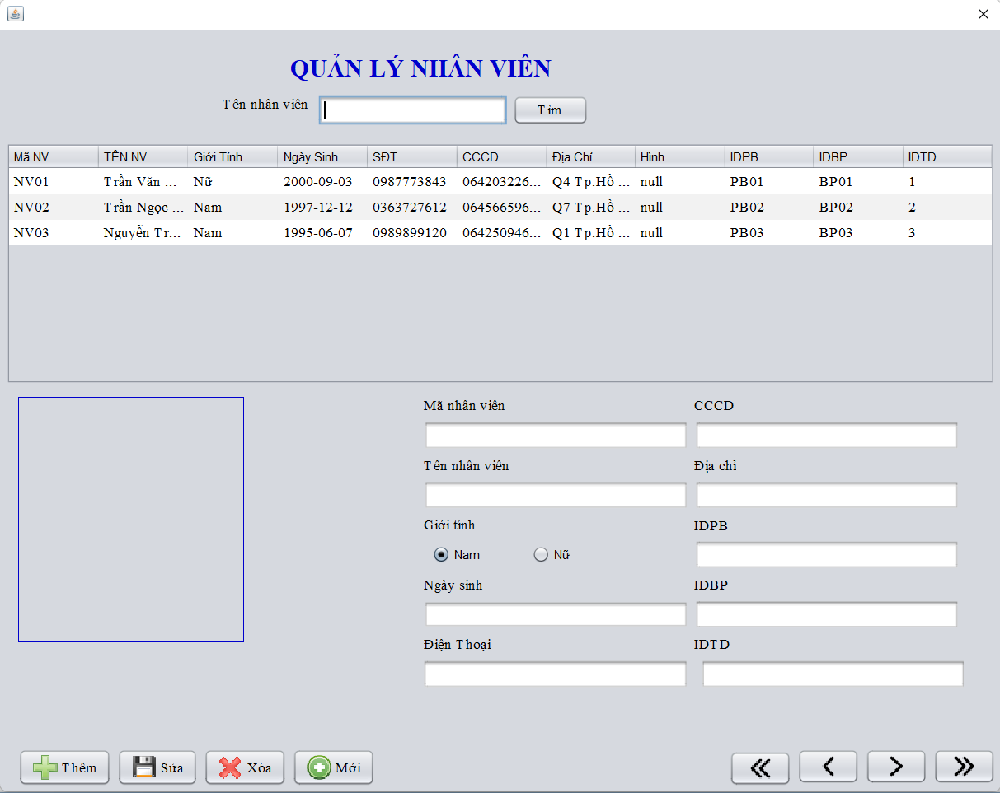 QUẢN LÝ NHÂN VIÊN
Tên nhân viên Tìm
Mã NV TÊN NV Giới Tính Ngày Sinh SĐT CCCD Địa Chỉ Hình IDPB IDBP IDTD
NV01 Trần Văn ... Nữ 2000-09-03 0987773843 064203226... Q4 Tp.Hồ ... null PB01 BP01 1
NV02 Trần Ngọc ... Nam 1997-12-12 0363727612 064566596... Q7 Tp.Hồ ... null PB02 BP02 2
NV03 Nguyễn Tr... Nam 1995-06-07 0989899120 064250946... Q1 Tp.Hồ ... null PB03 BP03 3
Mã nhân viên CCCD
Tên nhân viên Địa chỉ
Giới tính IDPB
Nam Nữ
Ngày sinh IDBP
Điện Thoại IDTD
Thêm Sửa Xóa Mới